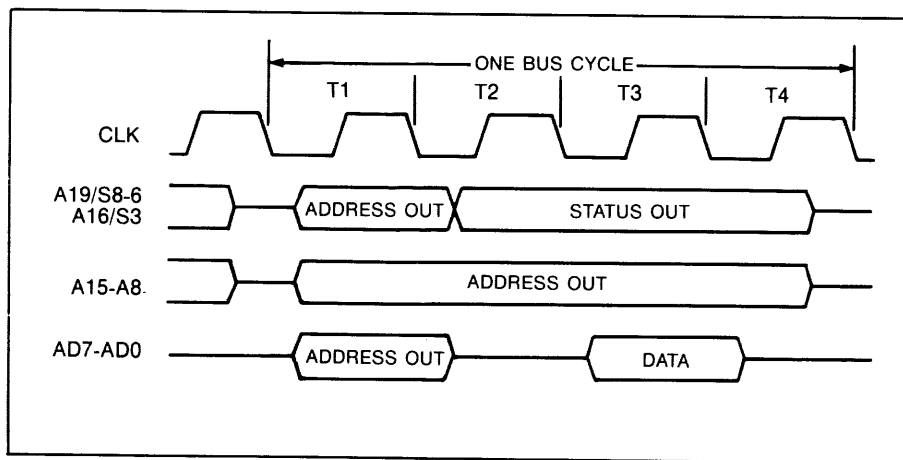 ONE BUS CYCLE
T1 T2 T3 T4
CLK
A19/S8-6
A16/S3
ADDRESS OUT STATUS OUT
A15-A8
ADDRESS OUT
AD7-AD0
ADDRESS OUT DATA